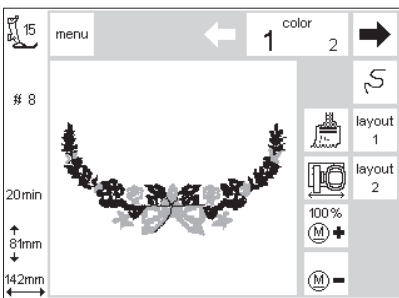 15
menu
color
1 2
# 8
layout
1
layout
2
20min
100%
M +
81mm
M -
142mm